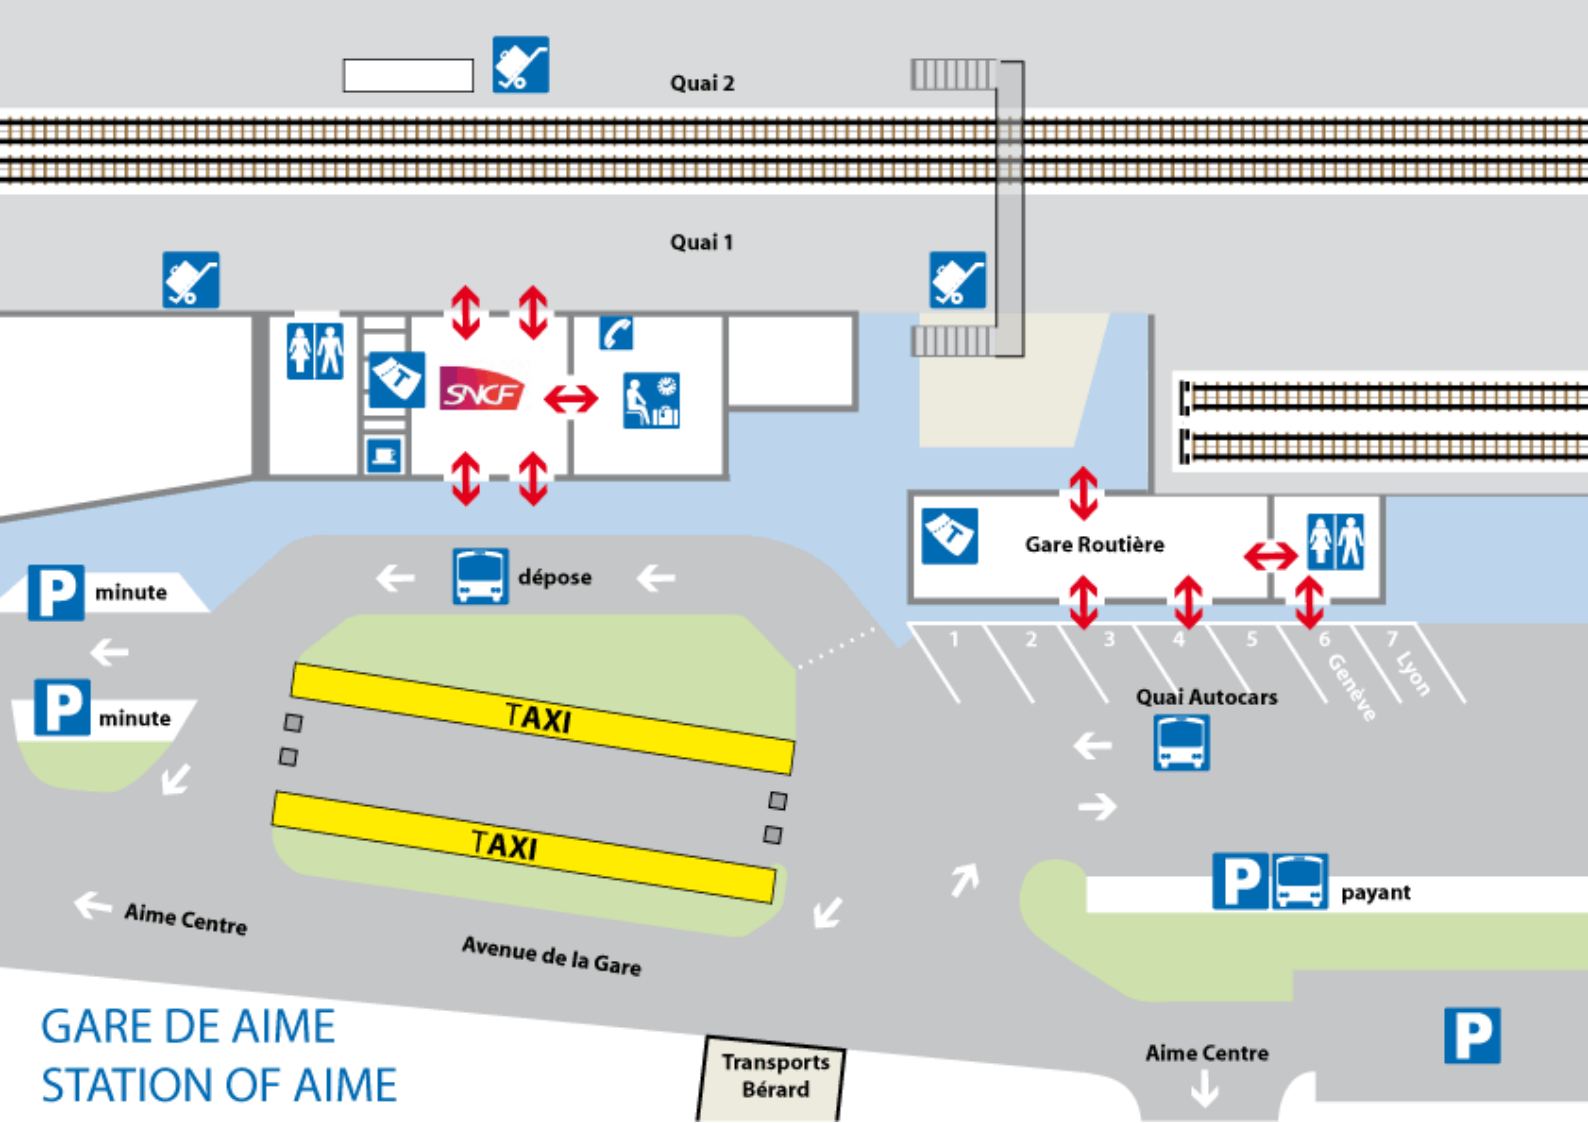 Quai 2
Quai 1
T
SNCF
T
Gare Routière
dépose
P minute
P minute
1 2 3 4 5 6 7
Genève
Lyon
Quai Autocars
TAXI
TAXI
P
payant
Aime Centre
Avenue de la Gare
GARE DE AIME
STATION OF AIME
Transports
Bérard
Aime Centre
P